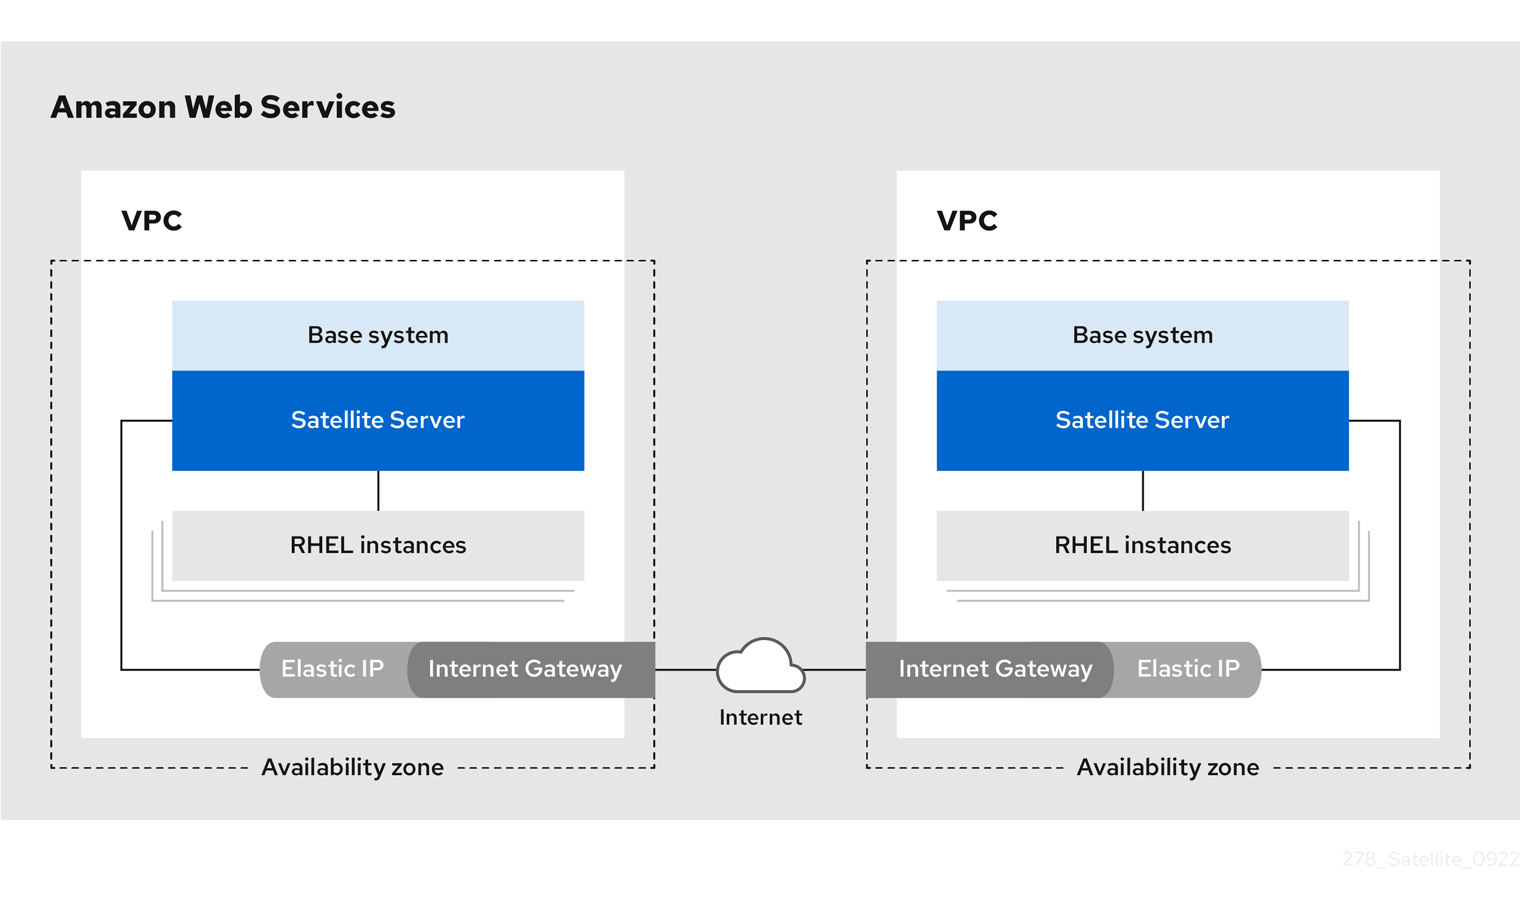 Amazon Web Services
VPC
Base system
Satellite Server
RHEL instances
Elastic IP
Internet Gateway
Availability zone
Internet
VPC
Base system
Satellite Server
RHEL instances
Internet Gateway
Elastic IP
Availability zone
278_Satellite_0922